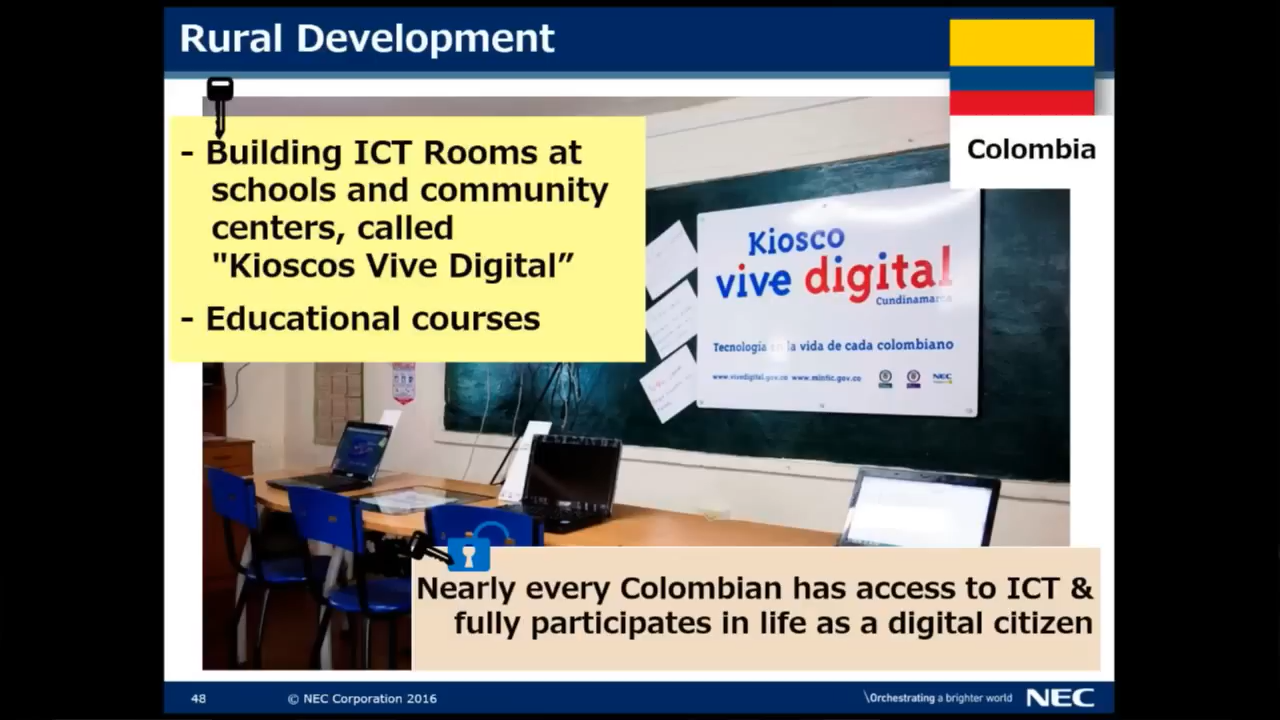 Rural Development
Colombia
- Building ICT Rooms at
schools and community
centers, called
"Kioscos Vive Digital”
- Educational courses
Kiosco
vive digital
Cundinamarca
Tecnología en la vida de cada colombiano
www.vivedigital.gov.co www.mintic.gov.co
NEC
Nearly every Colombian has access to ICT &
fully participates in life as a digital citizen
48
© NEC Corporation 2016
\Orchestrating a brighter world
NEC